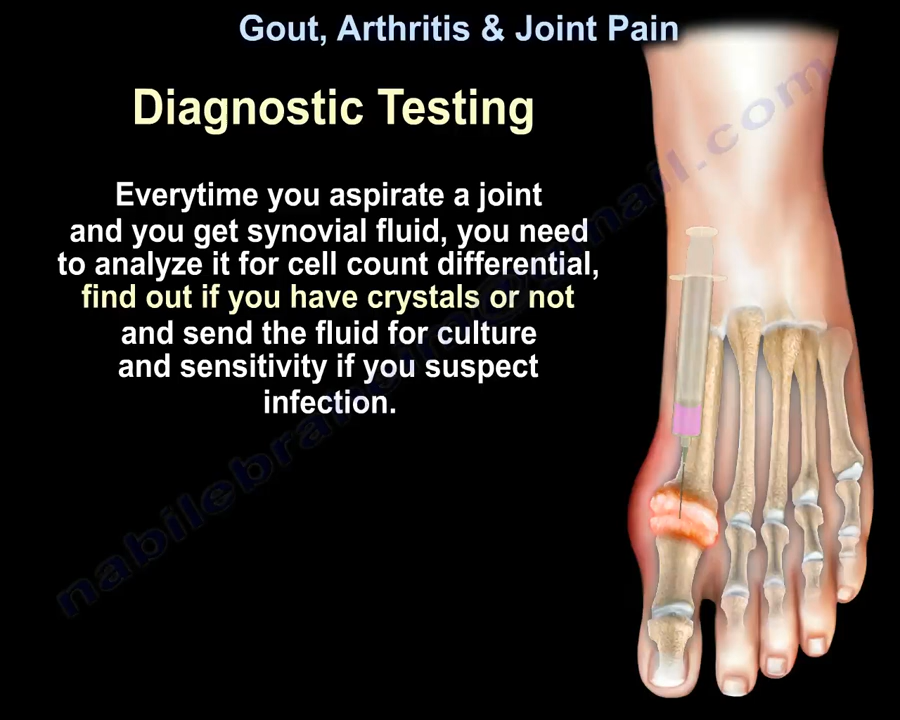 Gout, Arthritis & Joint Pain
Diagnostic Testing
Everytime you aspirate a joint
and you get synovial fluid, you need
to analyze it for cell count differential,
find out if you have crystals or not
and send the fluid for culture
and sensitivity if you suspect
infection.